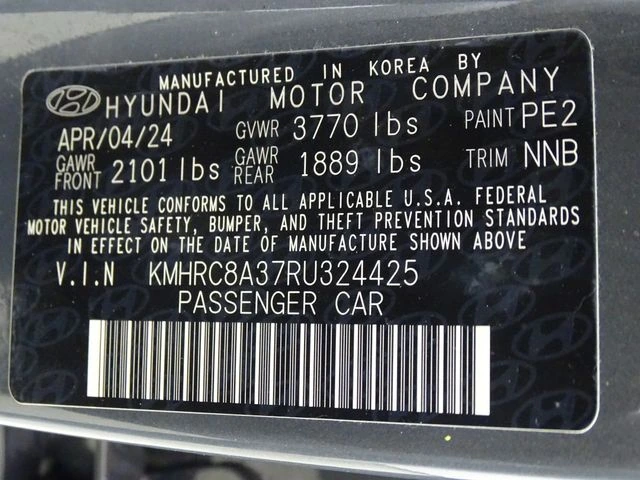 MANUFACTURED IN KOREA BY
HYUNDAI MOTOR COMPANY
APR/04/24 GVWR 3770 lbs PAINT PE2
GAWR FRONT 2101 lbs GAWR REAR 1889 lbs TRIM NNB
THIS VEHICLE CONFORMS TO ALL APPLICABLE U.S.A. FEDERAL
MOTOR VEHICLE SAFETY, BUMPER, AND THEFT PREVENTION STANDARDS
IN EFFECT ON THE DATE OF MANUFACTURE SHOWN ABOVE
V.I.N KMHRC8A37RU324425
PASSENGER CAR